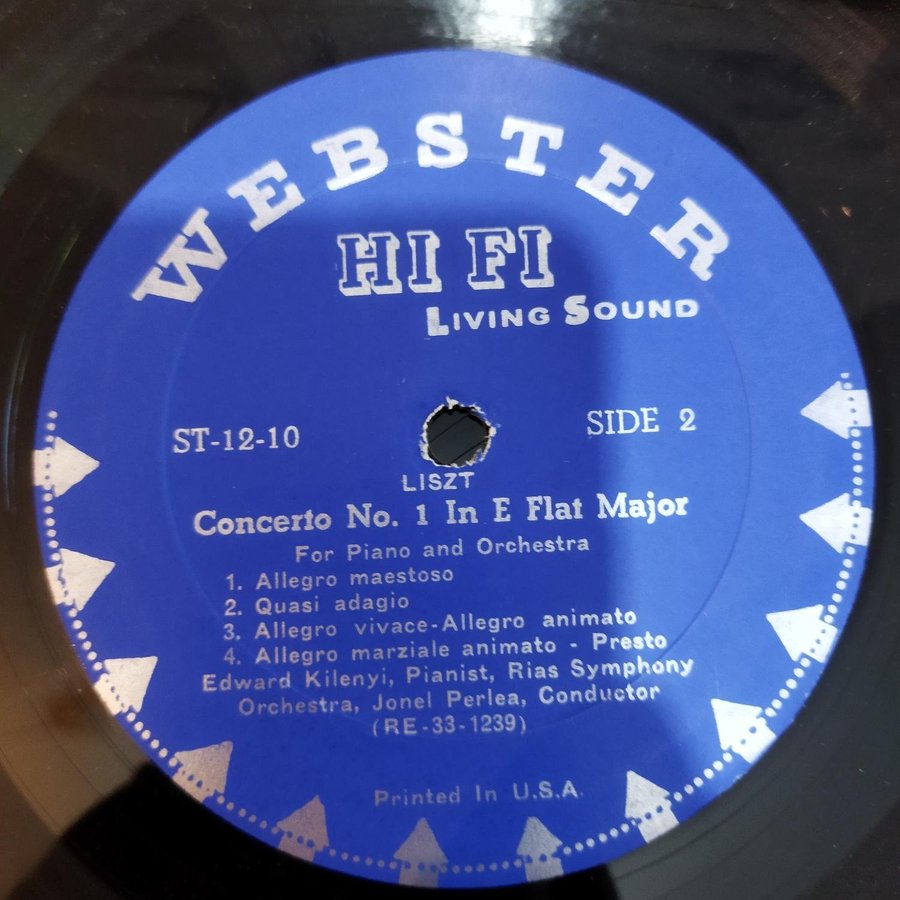 WEBSTER
HI FI
LIVING SOUND
ST-12-10
SIDE 2
LISZT
Concerto No. 1 In E Flat Major
For Piano and Orchestra
1. Allegro maestoso
2. Quasi adagio
3. Allegro vivace-Allegro animato
4. Allegro marziale animato - Presto
Edward Kilenyi, Pianist, Rias Symphony
Orchestra, Jonel Perlea, Conductor
(RE-33-1239)
Printed In U.S.A.